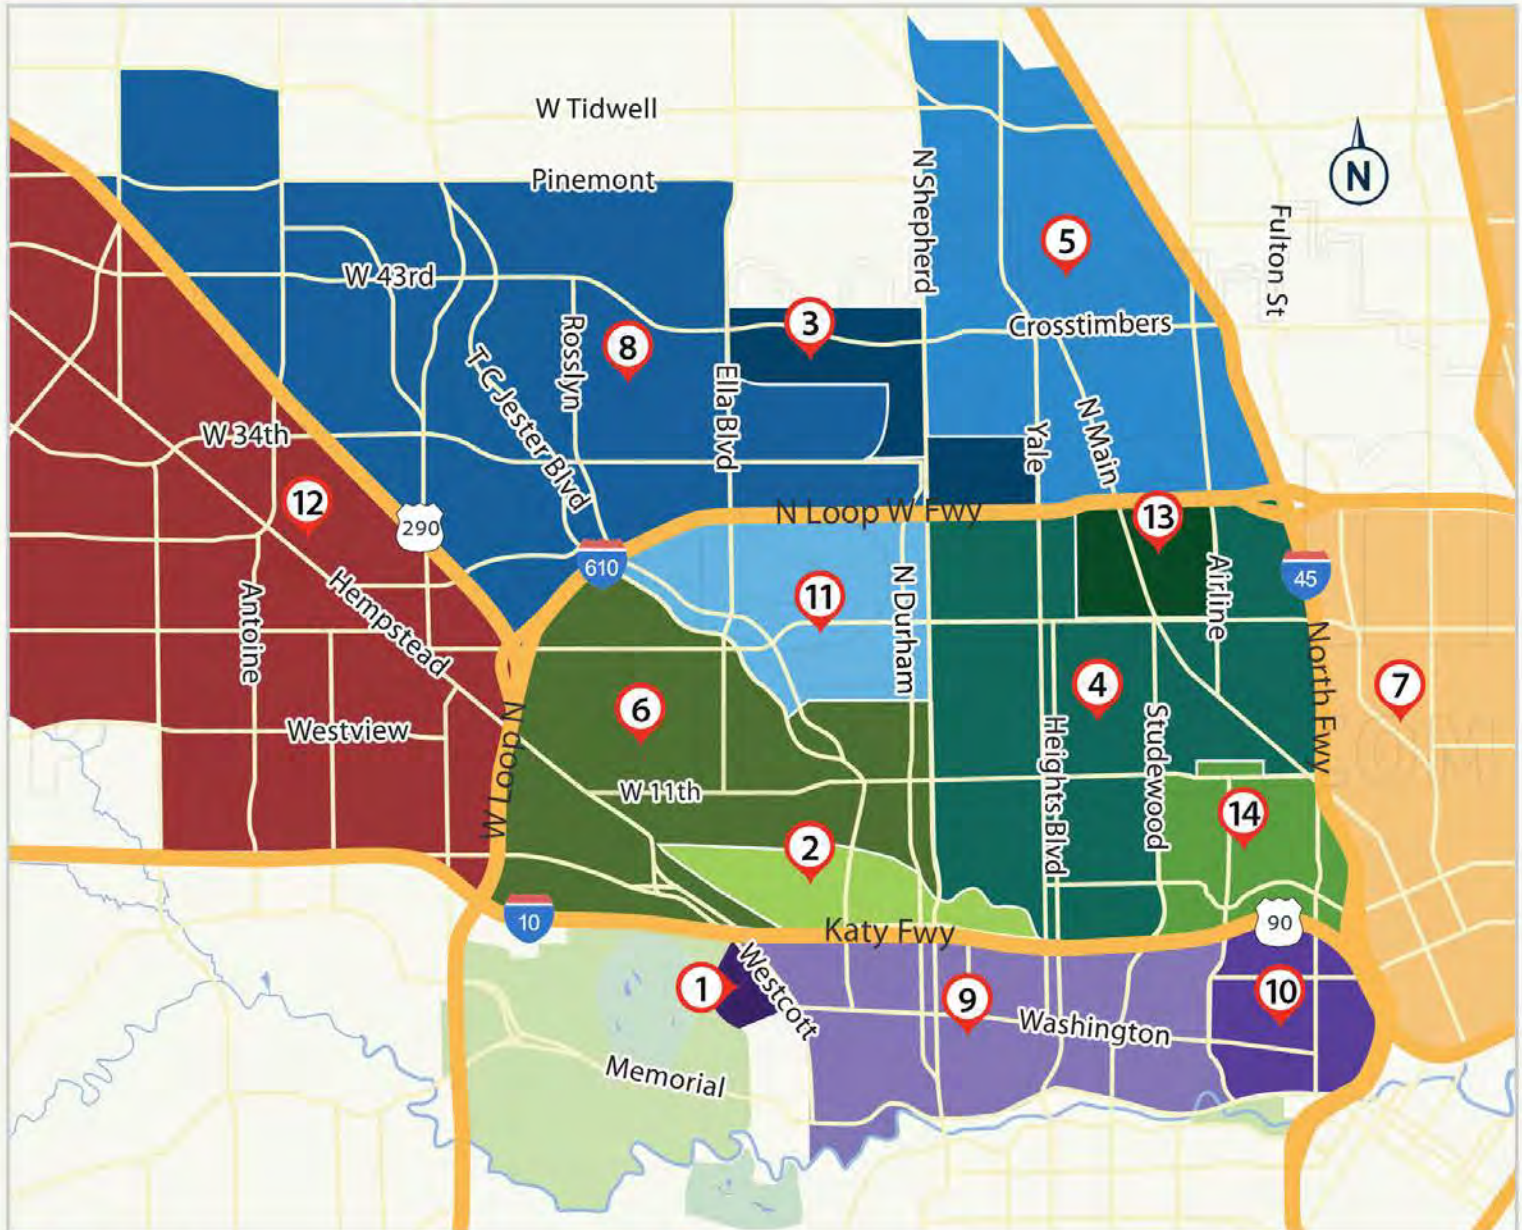 W Tidwell
Pinemont
N Shepherd
N
Fulton St
5
W 43rd
3
Crosstimbers
8
Rosslyn
T C Jester Blvd
Ella Blvd
Yale
N Main
W 34th
12
290
N Loop W Fwy
13
610
45
11
N Durham
Airline
Antoine
Hempstead
North Fwy
6
4
7
Westview
W Loop N
Heights Blvd
Studewood
W 11th
14
2
10
Katy Fwy
90
1
Westcott
9
10
Washington
Memorial